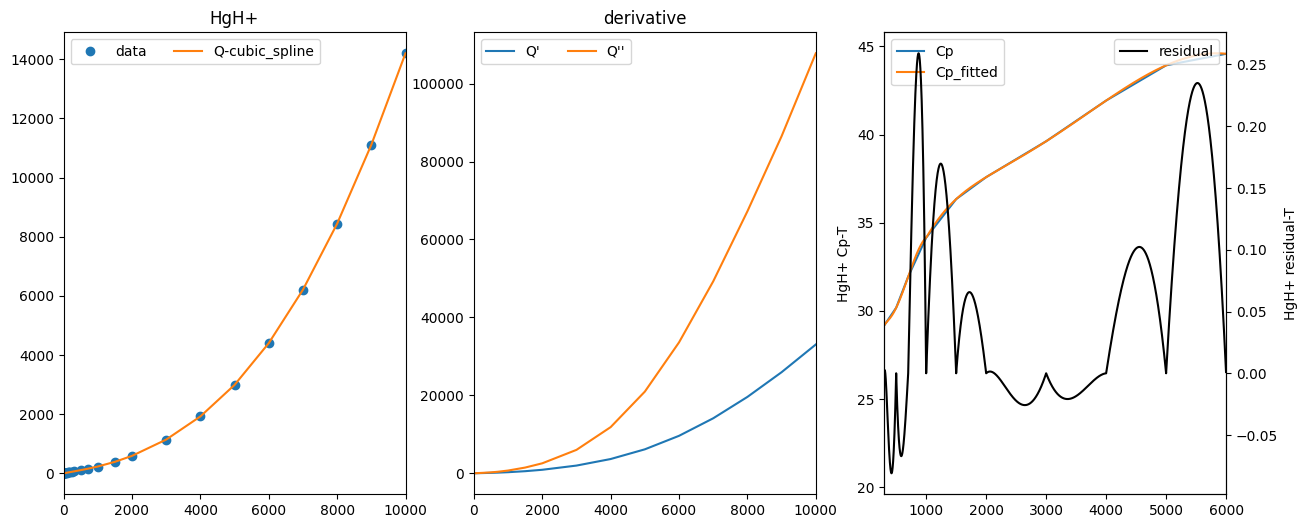 HgH+
data
Q-cubic_spline
14000
12000
10000
8000
6000
4000
2000
0
0 2000 4000 6000 8000 10000
derivative
Q'
Q''
100000
80000
60000
40000
20000
0
0 2000 4000 6000 8000 10000
HgH+ Cp-T
45
40
35
30
25
20
Cp
Cp_fitted
residual
1000 2000 3000 4000 5000 6000
0.25
0.20
0.15
0.10
0.05
0.00
−0.05
HgH+ residual-T